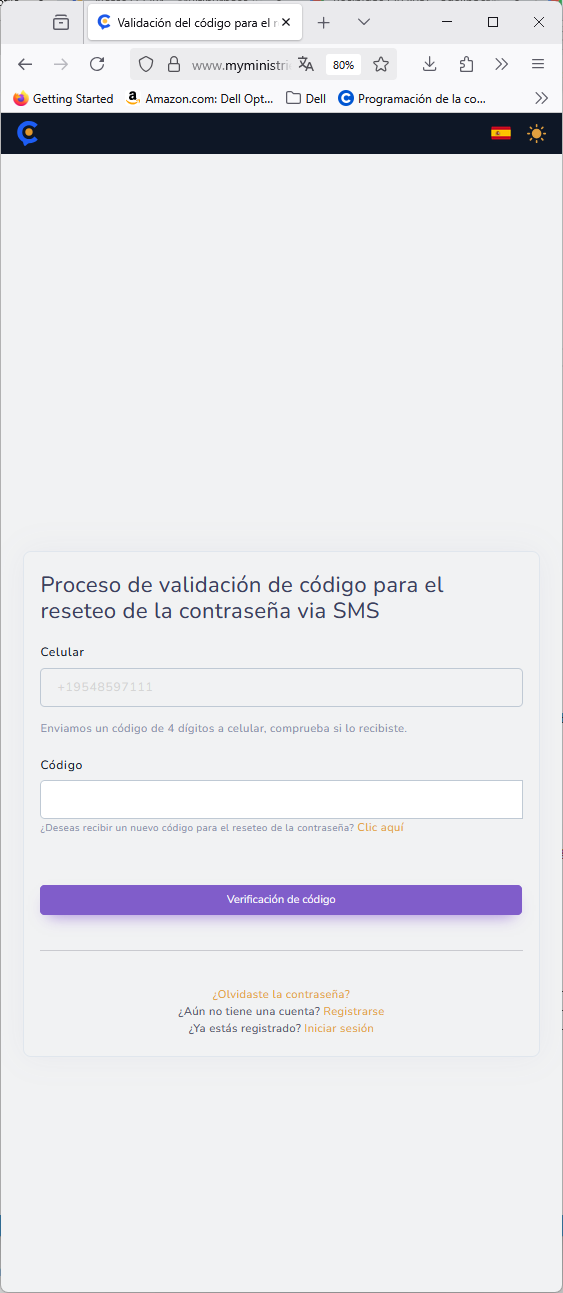 Validación del código para el r
www.myministri
80%
Getting Started
Amazon.com: Dell Opt...
Dell
Programación de la co...
Proceso de validación de código para el
reseteo de la contraseña via SMS
Celular
+19548597111
Enviamos un código de 4 dígitos a celular, comprueba si lo recibiste.
Código
¿Deseas recibir un nuevo código para el reseteo de la contraseña? Clic aquí
Verificación de código
¿Olvidaste la contraseña?
¿Aún no tiene una cuenta? Registrarse
¿Ya estás registrado? Iniciar sesión